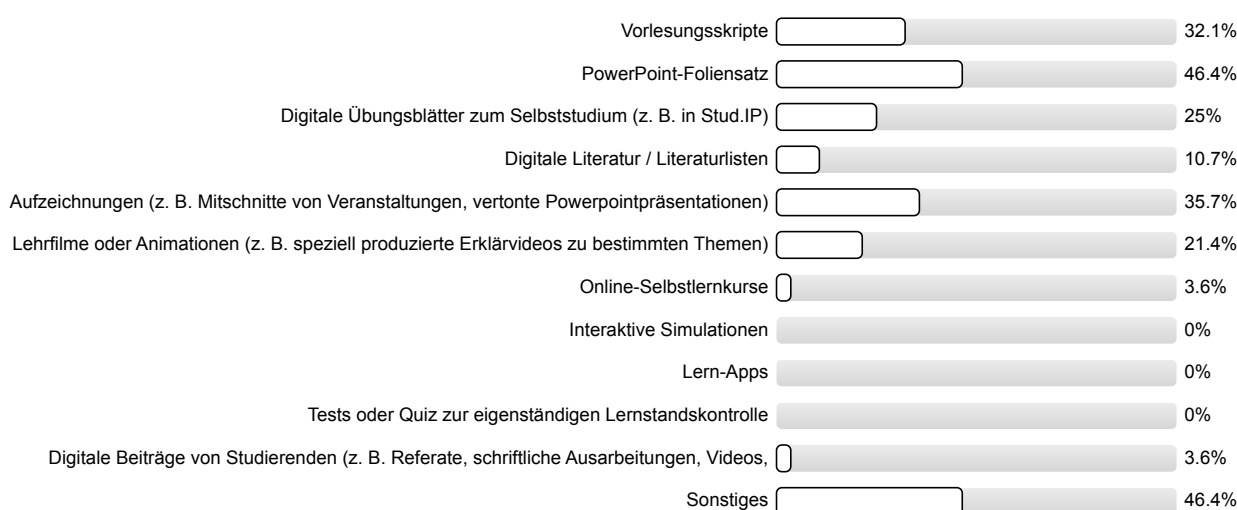 Vorlesungsskripte 32.1%
PowerPoint-Foliensatz 46.4%
Digitale Übungsblätter zum Selbststudium (z. B. in Stud.IP) 25%
Digitale Literatur / Literaturlisten 10.7%
Aufzeichnungen (z. B. Mitschnitte von Veranstaltungen, vertonte Powerpointpräsentationen) 35.7%
Lehrfilme oder Animationen (z. B. speziell produzierte Erklärvideos zu bestimmten Themen) 21.4%
Online-Selbstlernkurse 3.6%
Interaktive Simulationen 0%
Lern-Apps 0%
Tests oder Quiz zur eigenständigen Lernstandskontrolle 0%
Digitale Beiträge von Studierenden (z. B. Referate, schriftliche Ausarbeitungen, Videos, 3.6%
Sonstiges 46.4%